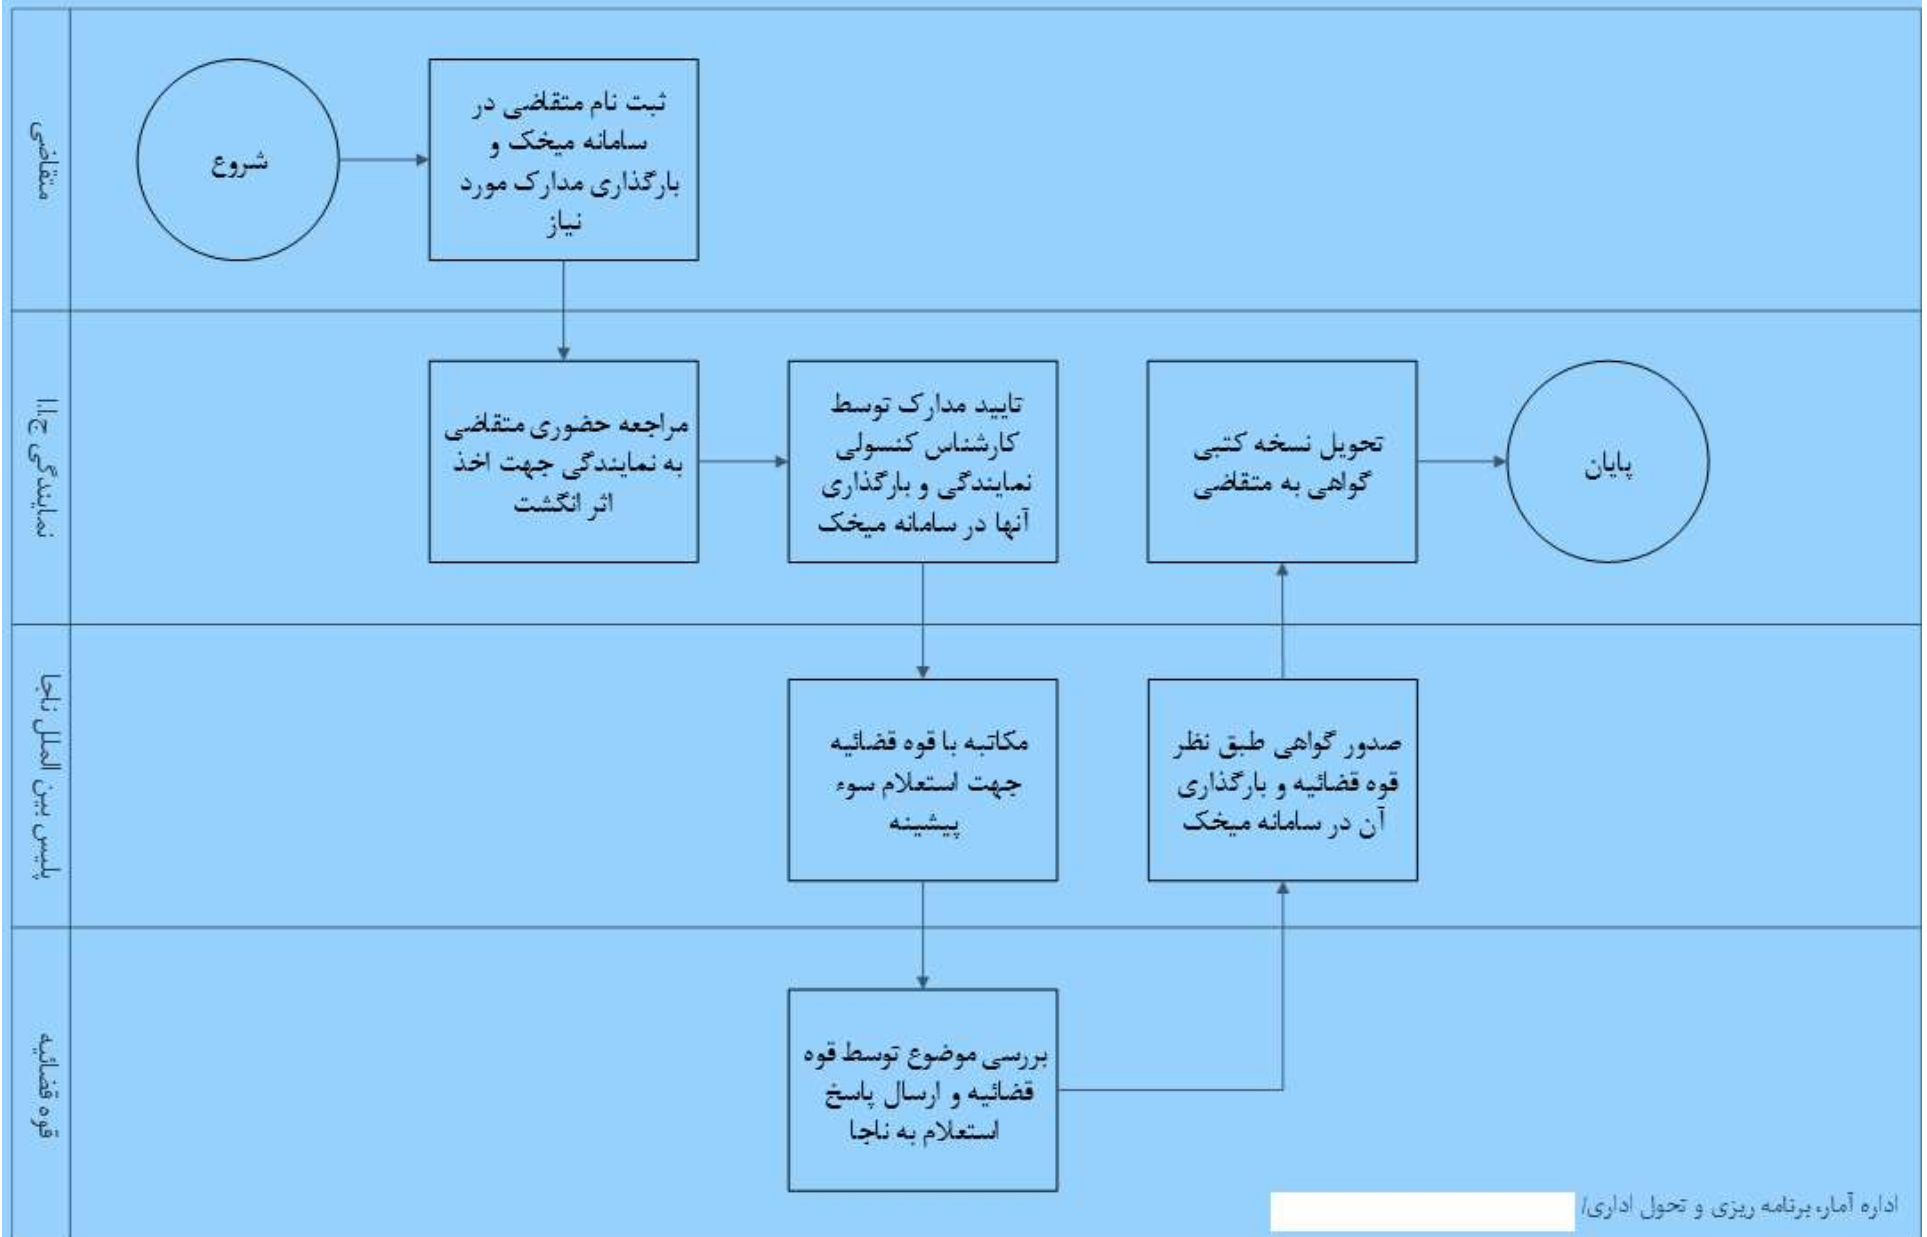 متقاضی
شروع
ثبت نام متقاضی در
سامانه میخک و
بارگذاری مدارک مورد
نیاز
نمایندگی ج.ا.ا
مراجعه حضوری متقاضی
به نمایندگی جهت اخذ
اثر انگشت
تایید مدارک توسط
کارشناس کنسولی
نمایندگی و بارگذاری
آنها در سامانه میخک
تحویل نسخه کتبی
گواهی به متقاضی
پایان
پلیس بین الملل ناجا
مکاتبه با قوه قضائیه
جهت استعلام سوء
پیشینه
صدور گواهی طبق نظر
قوه قضائیه و بارگذاری
آن در سامانه میخک
قوه قضائیه
بررسی موضوع توسط قوه
قضائیه و ارسال پاسخ
استعلام به ناجا
اداره آمار، برنامه ریزی و تحول اداری/